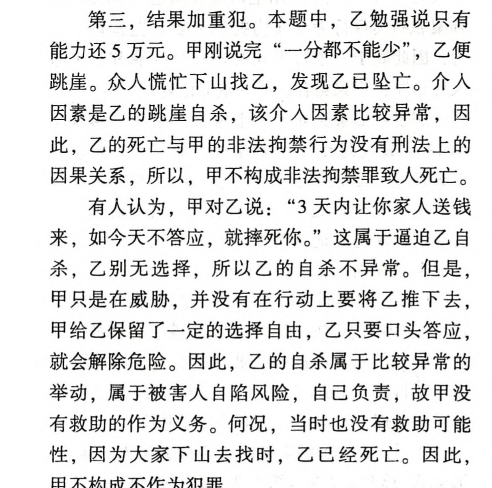 第三，结果加重犯。本题中，乙勉强说只有
能力还 5 万元。甲刚说完“一分都不能少”，乙便
跳崖。众人慌忙下山找乙，发现乙已坠亡。介入
因素是乙的跳崖自杀，该介入因素比较异常，因
此，乙的死亡与甲的非法拘禁行为没有刑法上的
因果关系，所以，甲不构成非法拘禁罪致人死亡。
有人认为，甲对乙说：“3 天内让你家人送钱
来，如今天不答应，就摔死你。”这属于逼迫乙自
杀，乙别无选择，所以乙的自杀不异常。但是，
甲只是在威胁，并没有在行动上要将乙推下去，
甲给乙保留了一定的选择自由，乙只要口头答应，
就会解除危险。因此，乙的自杀属于比较异常的
举动，属于被害人自陷风险，自己负责，故甲没
有救助的作为义务。何况，当时也没有救助可能
性，因为大家下山去找时，乙已经死亡。因此，
甲不构成不作为犯罪